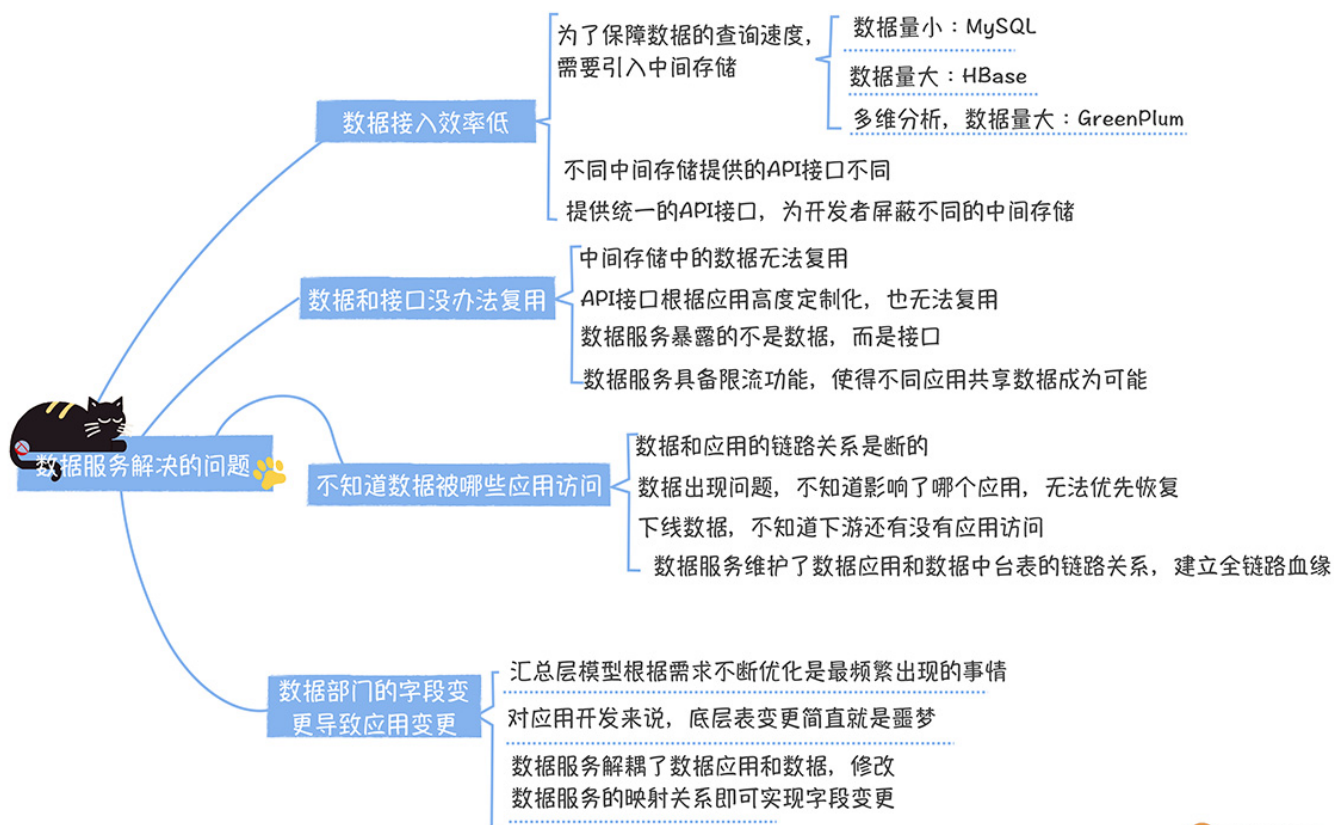 为了保障数据的查询速度，
需要引入中间存储
数据量小：MySQL
数据量大：HBase
多维分析，数据量大：GreenPlum
数据接入效率低
不同中间存储提供的API接口不同
提供统一的API接口，为开发者屏蔽不同的中间存储
数据和接口没办法复用
中间存储中的数据无法复用
API接口根据应用高度定制化，也无法复用
数据服务暴露的不是数据，而是接口
数据服务具备限流功能，使得不同应用共享数据成为可能
数据服务解决的问题
不知道数据被哪些应用访问
数据和应用的链路关系是断的
数据出现问题，不知道影响了哪个应用，无法优先恢复
下线数据，不知道下游还有没有应用访问
数据服务维护了数据应用和数据中台表的链路关系，建立全链路血缘
数据部门的字段变
更导致应用变更
汇总层模型根据需求不断优化是最频繁出现的事情
对应用开发来说，底层表变更简直就是噩梦
数据服务解耦了数据应用和数据，修改
数据服务的映射关系即可实现字段变更